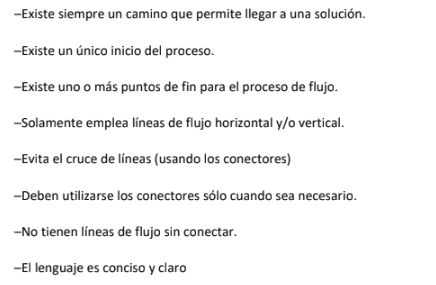 –Existe siempre un camino que permite llegar a una solución.
–Existe un único inicio del proceso.
–Existe uno o más puntos de fin para el proceso de flujo.
–Solamente emplea líneas de flujo horizontal y/o vertical.
–Evita el cruce de líneas (usando los conectores)
–Deben utilizarse los conectores sólo cuando sea necesario.
–No tienen líneas de flujo sin conectar.
–El lenguaje es conciso y claro